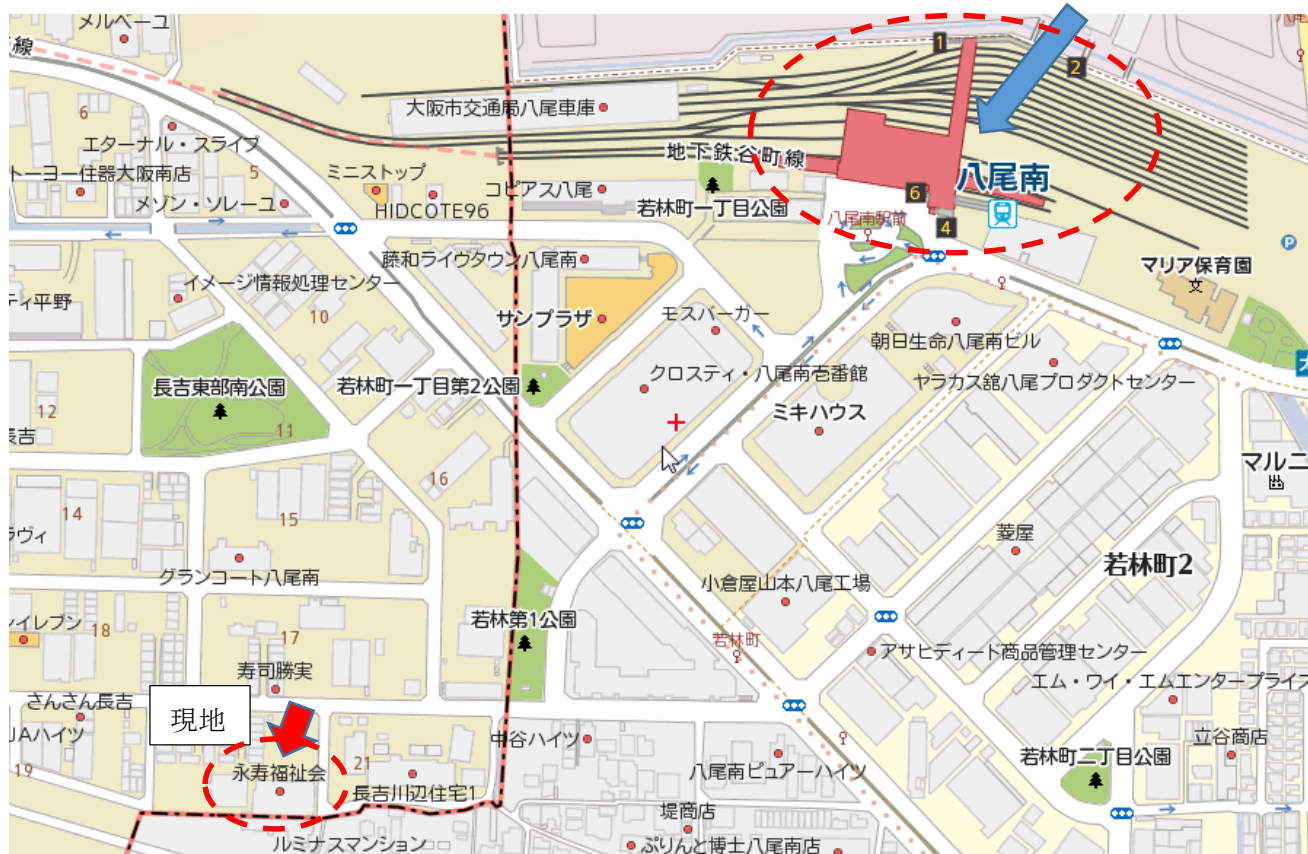 メルベーユ
線
1
2
大阪市交通局八尾車庫
6
エターナル・スライブ
地下鉄谷町線
トーヨー住器大阪南店
5
ミニストップ
コピアス八尾
八尾南
6
メゾン・ソレーユ
HIDCOTE96
若林町一丁目公園
八尾南駅前
4
藤和ライヴタウン八尾南
マリア保育園
イメージ情報処理センター
ティ平野
10
サンプラザ
モスバーガー
朝日生命八尾南ビル
長吉東部南公園
若林町一丁目第2公園
クロスティ・八尾南壱番館
ヤラカス舘八尾プロダクトセンター
12
ミキハウス
長吉
11
16
マルニ
14
15
ラヴィ
菱屋
若林町2
グランコート八尾南
小倉屋山本八尾工場
レイレブン
18
17
若林第1公園
若林町
寿司勝実
アサヒディード商品管理センター
さんさん長吉
エム・ワイ・エムエンタープライズ
現地
JAハイツ
中谷ハイツ
立谷商店
19
永寿福祉会
21
八尾南ピュアーハイツ
若林町二丁目公園
長吉川辺住宅1
堤商店
ルミナスマンション
ぷりんと博士八尾南店